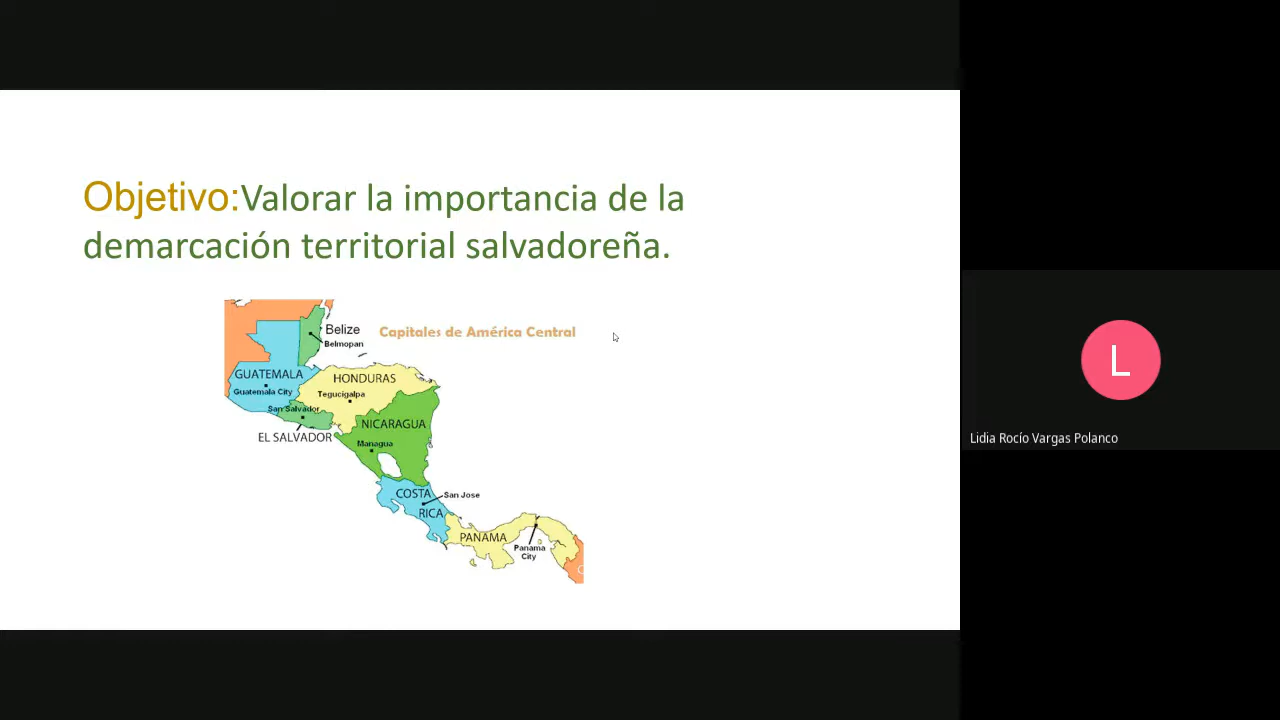 Objetivo:Valorar la importancia de la
demarcación territorial salvadoreña.
Capitales de América Central
Belize
Belmopan
GUATEMALA
Guatemala City
HONDURAS
Tegucigalpa
San Salvador
EL SALVADOR
NICARAGUA
Managua
COSTA
RICA
San Jose
PANAMA
Panama
City
L
Lidia Rocío Vargas Polanco